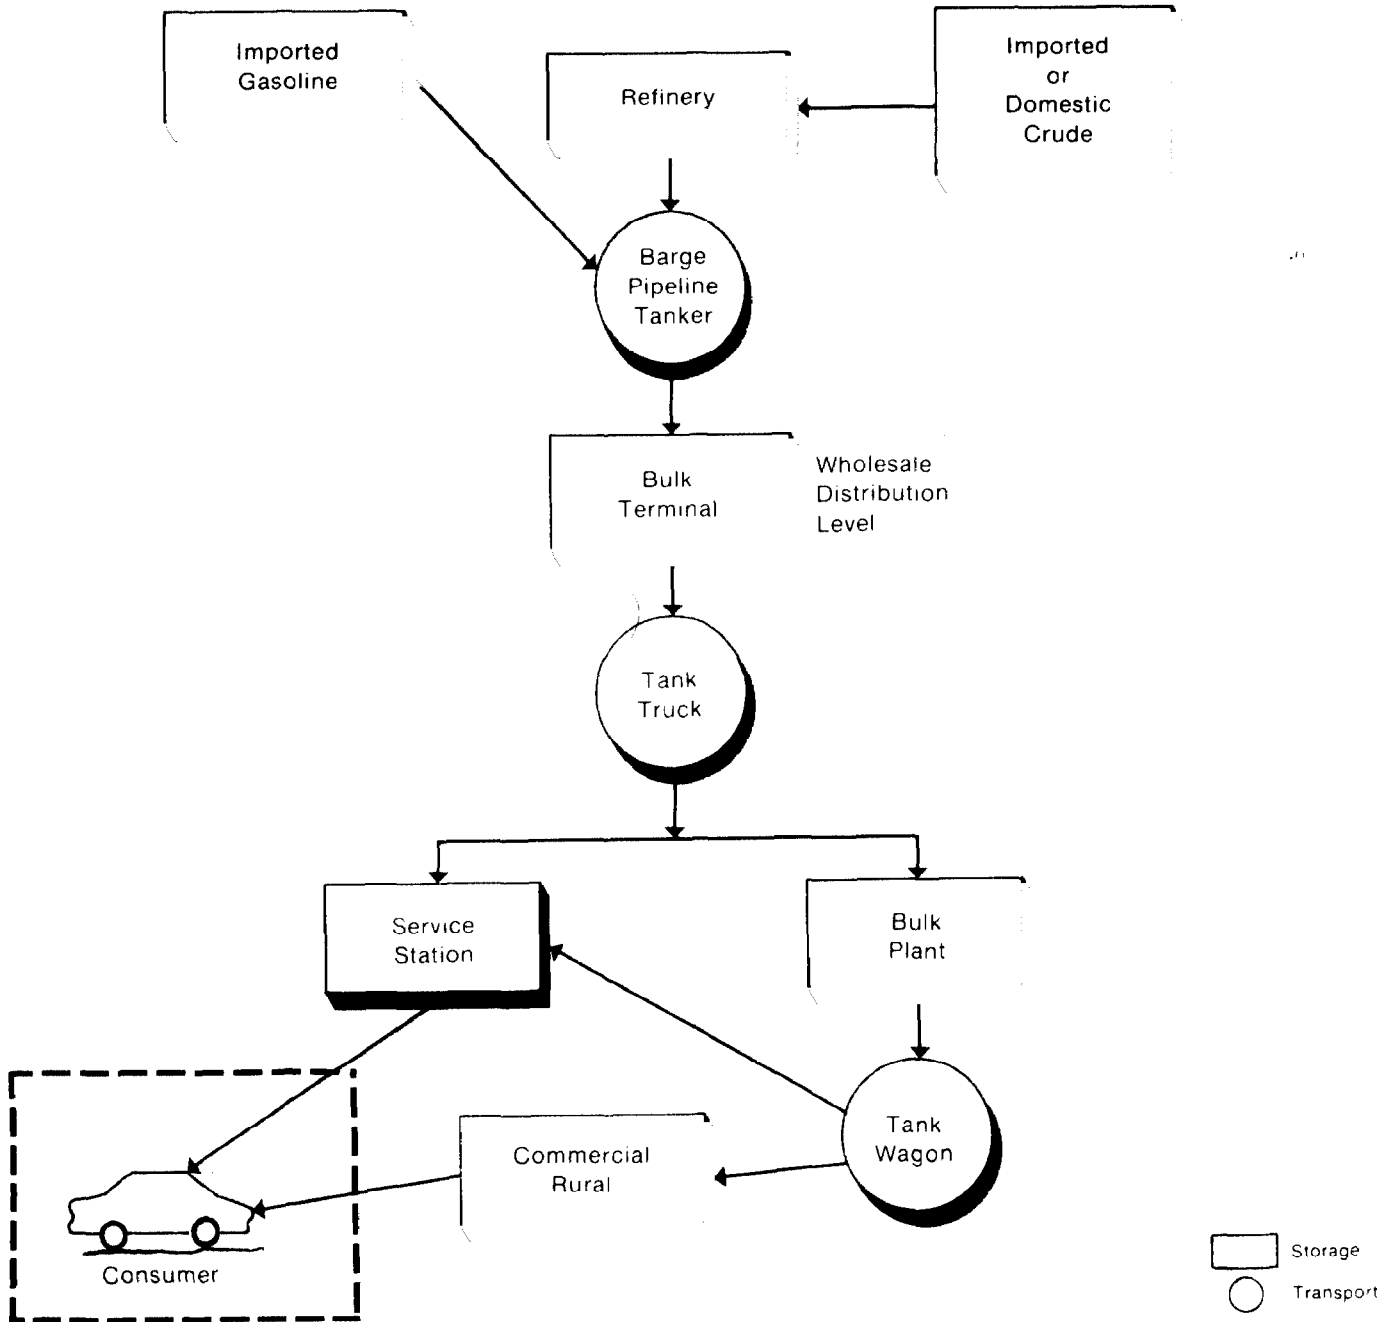 Imported
Gasoline
Refinery
Imported
or
Domestic
Crude
Barge
Pipeline
Tanker
Bulk
Terminal
Wholesale
Distribution
Level
Tank
Truck
Service
Station
Bulk
Plant
Tank
Wagon
Commercial
Rural
Consumer
Storage
Transport